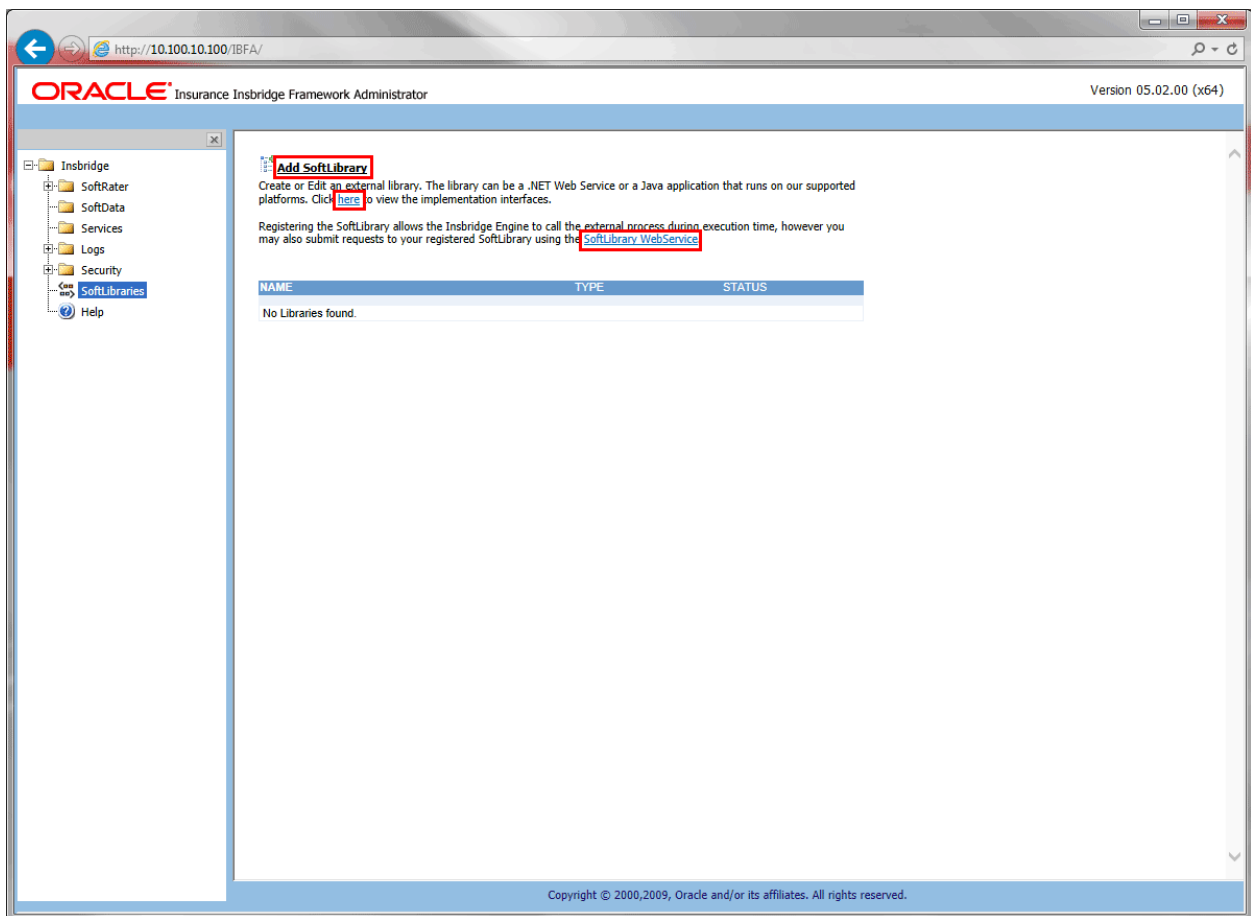 http://10.100.10.100/IBFA/
ORACLE Insurance Insbridge Framework Administrator
Version 05.02.00 (x64)
Insbridge
SoftRater
SoftData
Services
Logs
Security
SoftLibraries
Help
Add SoftLibrary
Create or Edit an external library. The library can be a .NET Web Service or a Java application that runs on our supported
platforms. Click here to view the implementation interfaces.
Registering the SoftLibrary allows the Insbridge Engine to call the external process during execution time, however you
may also submit requests to your registered SoftLibrary using the SoftLibrary WebService.
NAME TYPE STATUS
No Libraries found.
Copyright © 2000,2009, Oracle and/or its affiliates. All rights reserved.